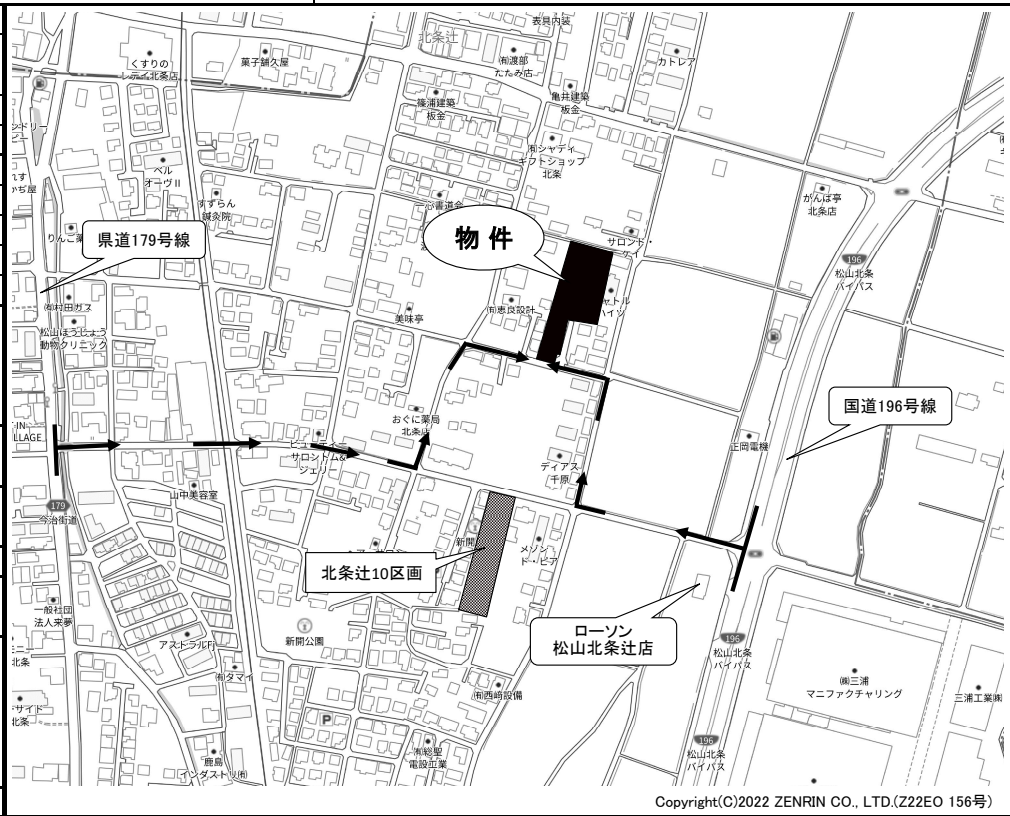 表具内装
北条辻
くすりの
レデイ北条店
菓子舗久屋
㈲渡部
たたみ店
カトレア
篠浦建築
板金
亀井建築
板金
㈲シャディ
ギフトショップ
北条
ベル
オーヴⅡ
すずらん
鍼灸院
一心書道会
がんば亭
北条店
物 件
サロンド・
ケイ
県道179号線
196
松山北条
バイパス
㈲村田ガス
㈲恵良設計
美味亭
松山ほうじょう
動物クリニック
国道196号線
おぐに薬局
北条店
正岡電機
ビューティー
サロントム&
ジェリー
ディアス
千原
山中美容室
179
今治街道
新開
メゾン
ド・ピア
北条辻10区画
ローソン
松山北条辻店
一般社団
法人来夢
新開公園
アストラルFj
㈲タマイ
196
松山北条
バイパス
㈱三浦
マニファクチャリング
三浦工業㈱
㈲西﨑設備
P
㈲総聖
電設工業
鹿島
インダストリ㈲
196
松山北条
バイパス
Copyright(C)2022 ZENRIN CO., LTD.(Z22EO 156号)